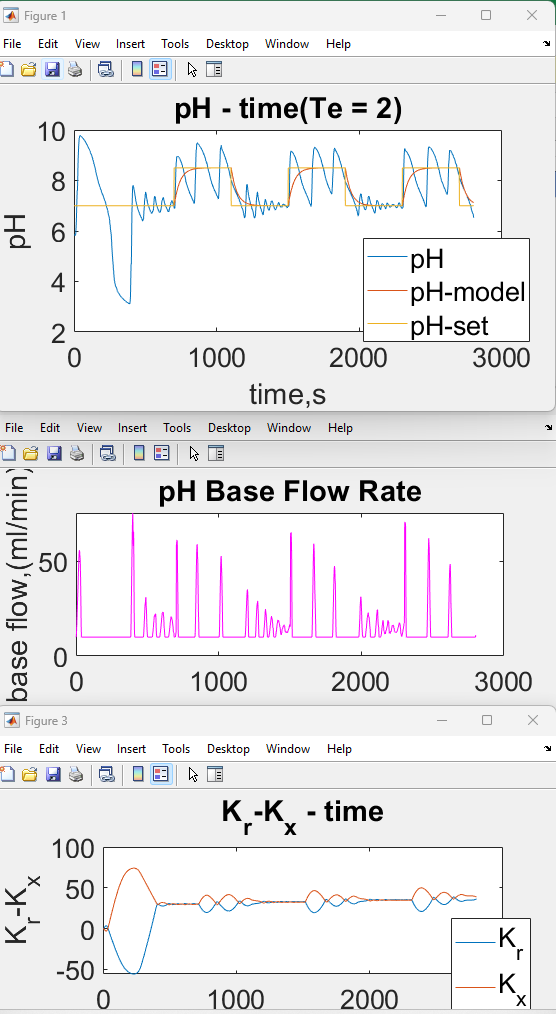 Figure 1
File Edit View Insert Tools Desktop Window Help
pH - time(Te = 2)
10
8
6
4
2
pH
0 1000 2000 3000
time,s
pH
pH-model
pH-set
File Edit View Insert Tools Desktop Window Help
pH Base Flow Rate
base flow,(ml/min)
50
0
0 1000 2000 3000
Figure 3
File Edit View Insert Tools Desktop Window Help
Kr-Kx - time
Kr-Kx
100
50
0
-50
0 1000 2000
Kr
Kx